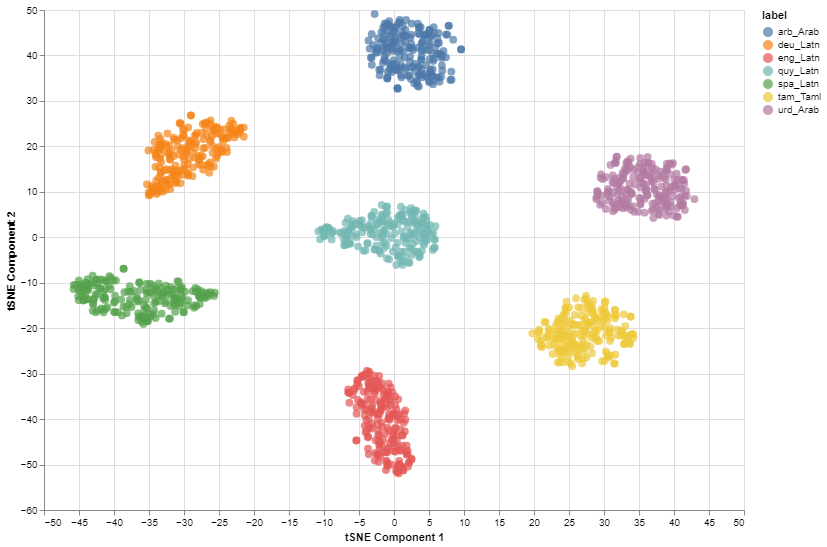 label
arb_Arab
deu_Latn
eng_Latn
quy_Latn
spa_Latn
tam_Taml
urd_Arab
tSNE Component 2
50
40
30
20
10
0
−10
−20
−30
−40
−50
−60
−50 −45 −40 −35 −30 −25 −20 −15 −10 −5 0 5 10 15 20 25 30 35 40 45 50
tSNE Component 1